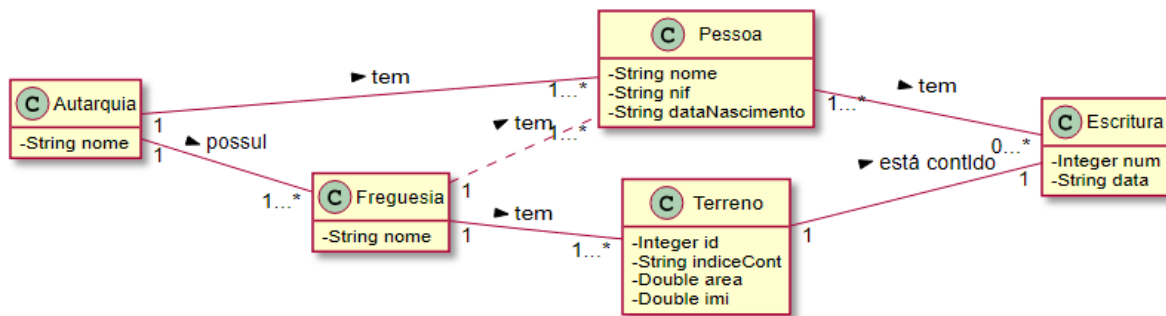 C Autarquia
-String nome
1
tem
1...*
1
possui
1...*
C Pessoa
-String nome
-String nif
-String dataNascimento
C Freguesia
-String nome
1
tem
1...*
1
tem
1...*
C Terreno
-Integer id
-String indiceCont
-Double area
-Double imi
1...*
tem
0...*
1
está contido
1
C Escritura
-Integer num
-String data